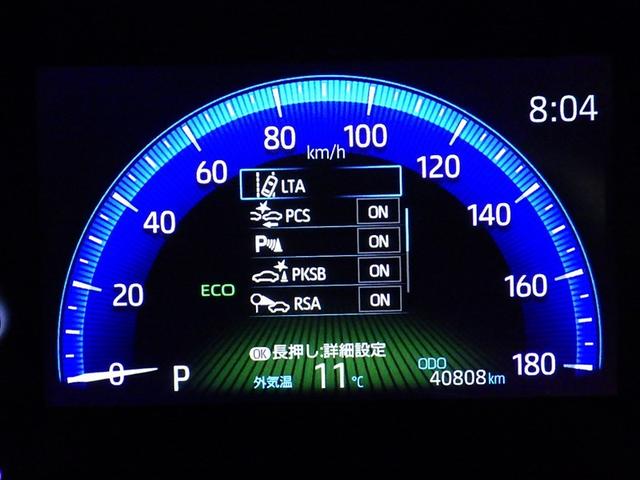 8:04
80
100
km/h
60
120
LTA
40
140
PCS ON
P ON
PKSB ON
ECO
160
20
RSA ON
OK 長押し:詳細設定
0
P
外気温 11℃
ODO
40808 km
180